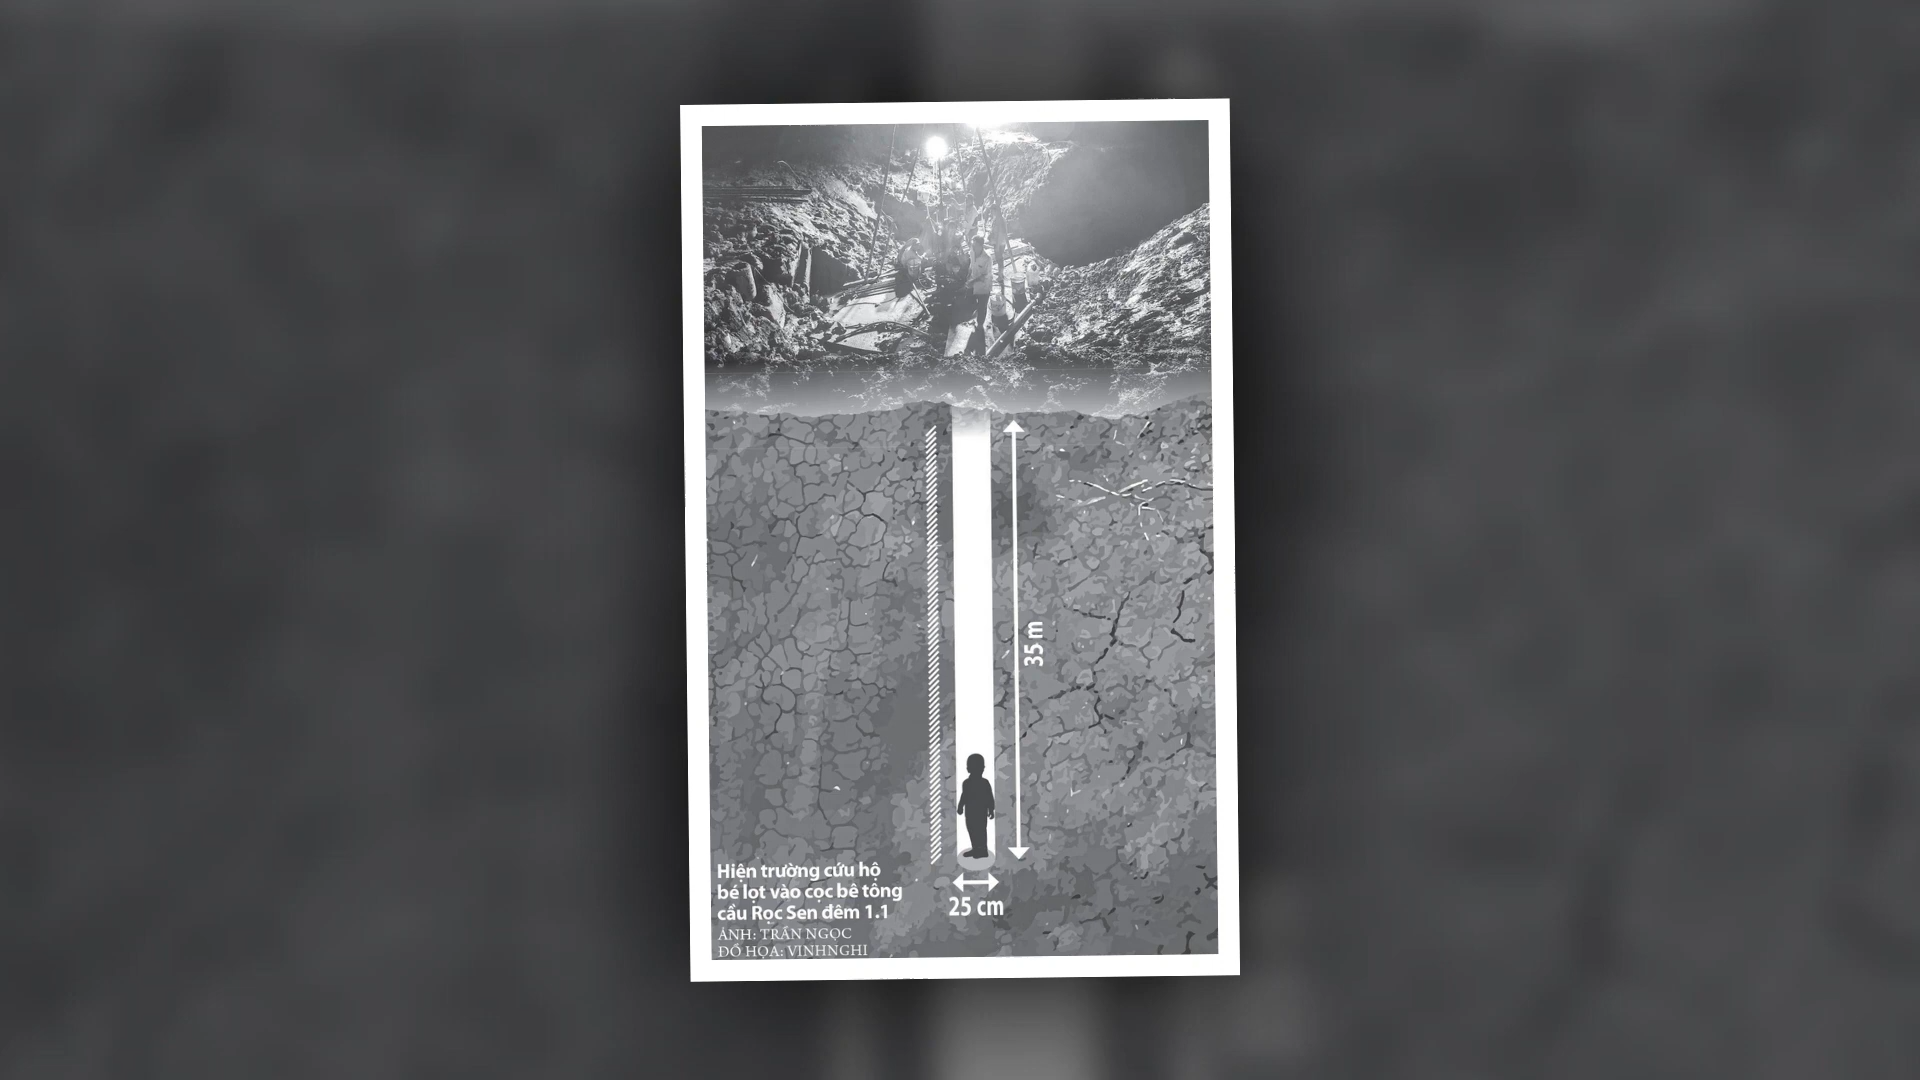 35 m
25 cm
Hiện trường cứu hộ
bé lọt vào cọc bê tông
cầu Rọc Sen đêm 1.1
ẢNH: TRẦN NGỌC
ĐỒ HỌA: VINHNGHI